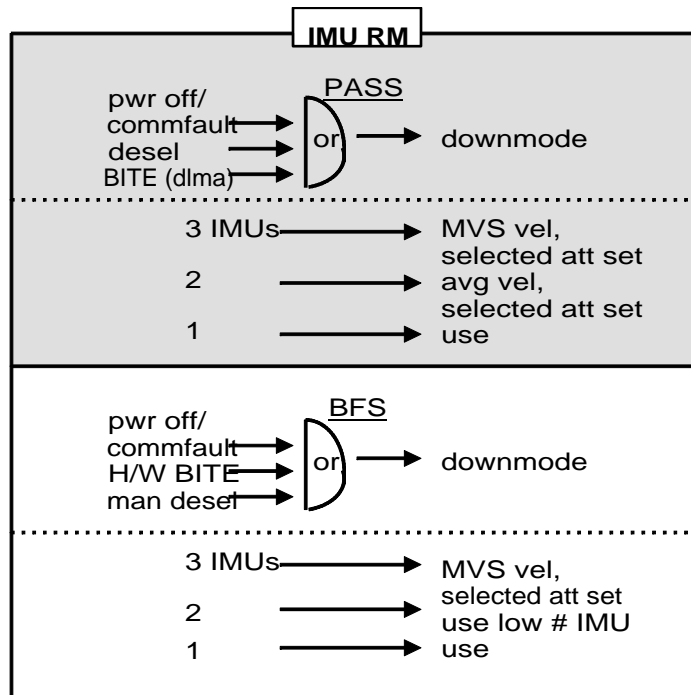 IMU RM
PASS
pwr off/
commfault
desel
BITE (dlma)
or
downmode
3 IMUs
MVS vel,
selected att set
2
avg vel,
selected att set
1
use
BFS
pwr off/
commfault
H/W BITE
man desel
or
downmode
3 IMUs
MVS vel,
selected att set
2
use low # IMU
1
use